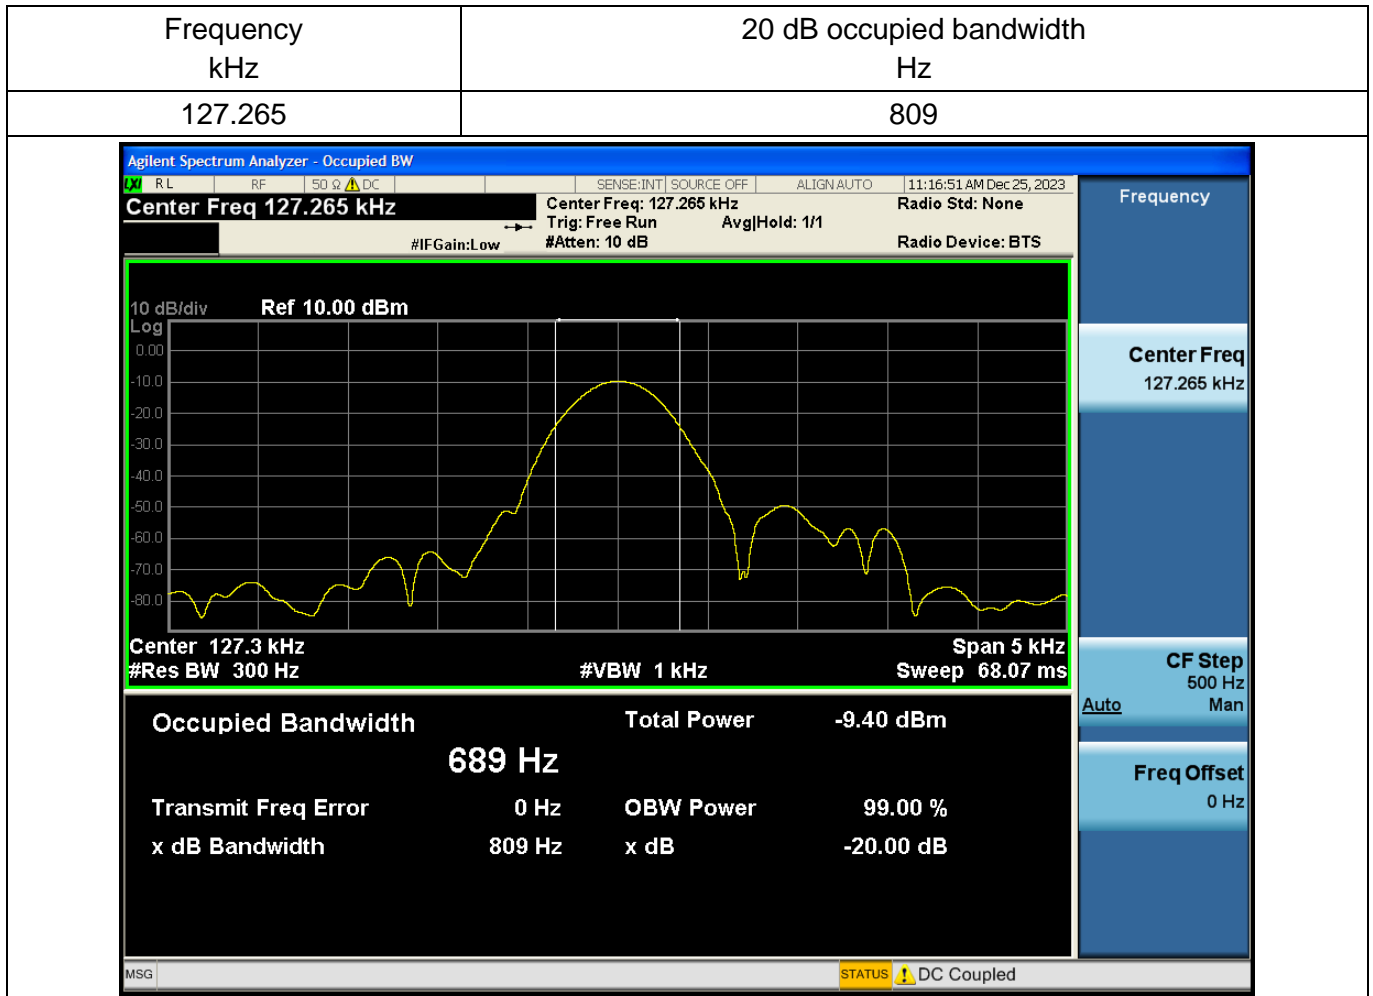 Frequency
kHz
20 dB occupied bandwidth
Hz
127.265
809
Agilent Spectrum Analyzer - Occupied BW
LXI RL RF 50 Ω DC SENSE:INT SOURCE OFF ALIGN AUTO 11:16:51 AM Dec 25, 2023
Center Freq 127.265 kHz
Center Freq: 127.265 kHz
Radio Std: None
Trig: Free Run Avg|Hold: 1/1
#IFGain:Low
#Atten: 10 dB
Radio Device: BTS
Frequency
10 dB/div Ref 10.00 dBm
Log
0.00
-10.0
-20.0
-30.0
-40.0
-50.0
-60.0
-70.0
-80.0
Center 127.3 kHz
Span 5 kHz
#Res BW 300 Hz
#VBW 1 kHz
Sweep 68.07 ms
Occupied Bandwidth
689 Hz
Total Power -9.40 dBm
Transmit Freq Error 0 Hz
OBW Power 99.00 %
x dB Bandwidth 809 Hz
x dB -20.00 dB
Center Freq
127.265 kHz
CF Step
500 Hz
Auto Man
Freq Offset
0 Hz
MSG
STATUS
DC Coupled